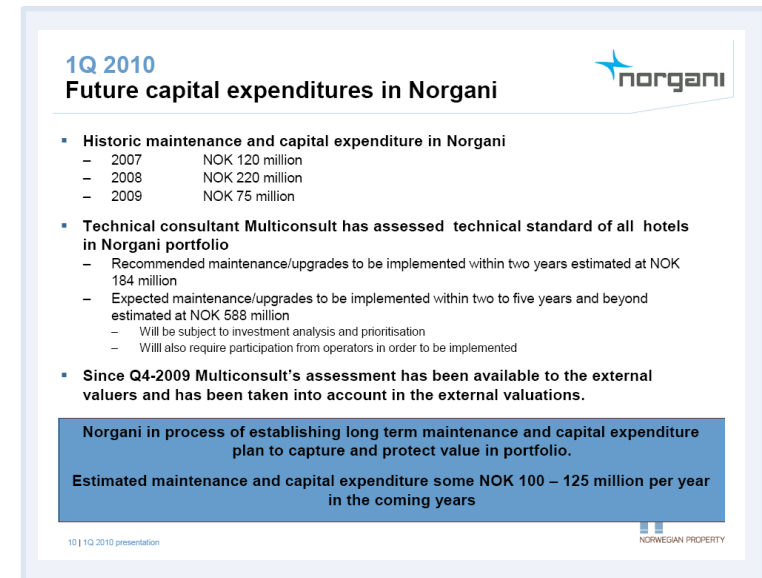 1Q 2010
Future capital expenditures in Norgani
norgani
▪ Historic maintenance and capital expenditure in Norgani
– 2007 NOK 120 million
– 2008 NOK 220 million
– 2009 NOK 75 million
▪ Technical consultant Multiconsult has assessed technical standard of all hotels
in Norgani portfolio
– Recommended maintenance/upgrades to be implemented within two years estimated at NOK
184 million
– Expected maintenance/upgrades to be implemented within two to five years and beyond
estimated at NOK 588 million
– Will be subject to investment analysis and prioritisation
– Willl also require participation from operators in order to be implemented
▪ Since Q4-2009 Multiconsult's assessment has been available to the external
valuers and has been taken into account in the external valuations.
Norgani in process of establishing long term maintenance and capital expenditure
plan to capture and protect value in portfolio.
Estimated maintenance and capital expenditure some NOK 100 – 125 million per year
in the coming years
10 | 1Q 2010 presentation
NORWEGIAN PROPERTY